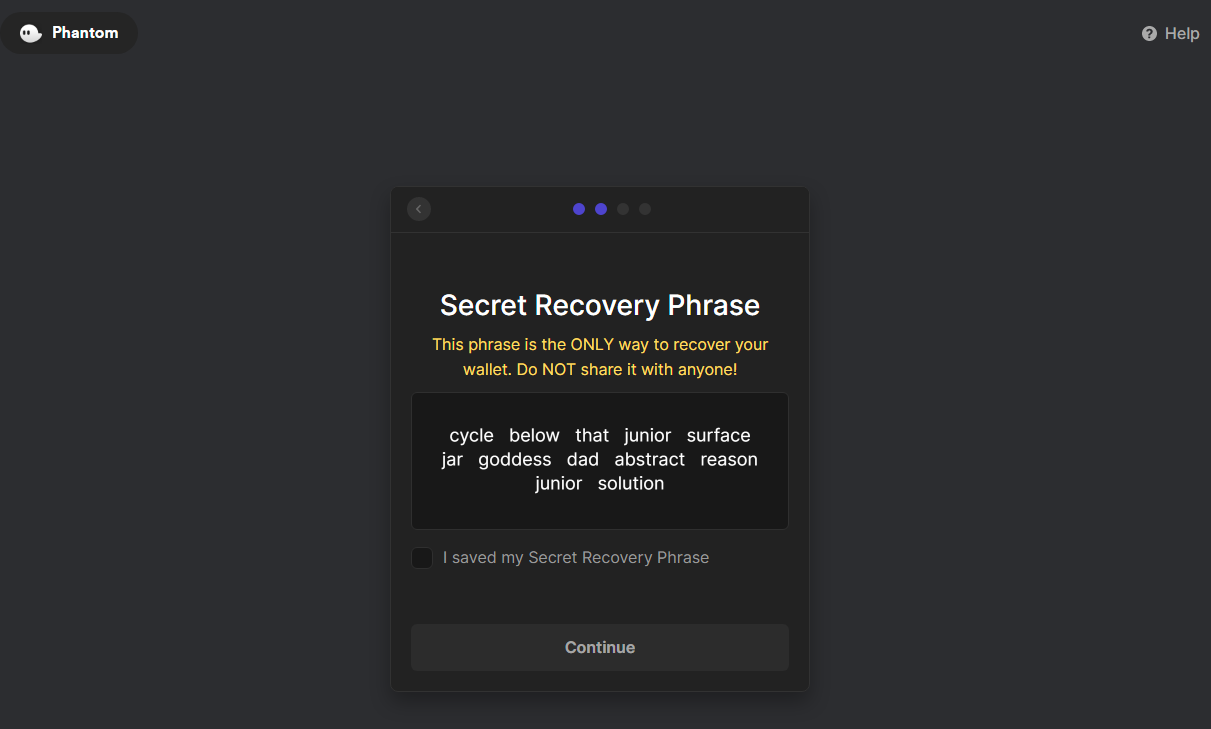 Phantom
Help
Secret Recovery Phrase
This phrase is the ONLY way to recover your
wallet. Do NOT share it with anyone!
cycle below that junior surface
jar goddess dad abstract reason
junior solution
I saved my Secret Recovery Phrase
Continue